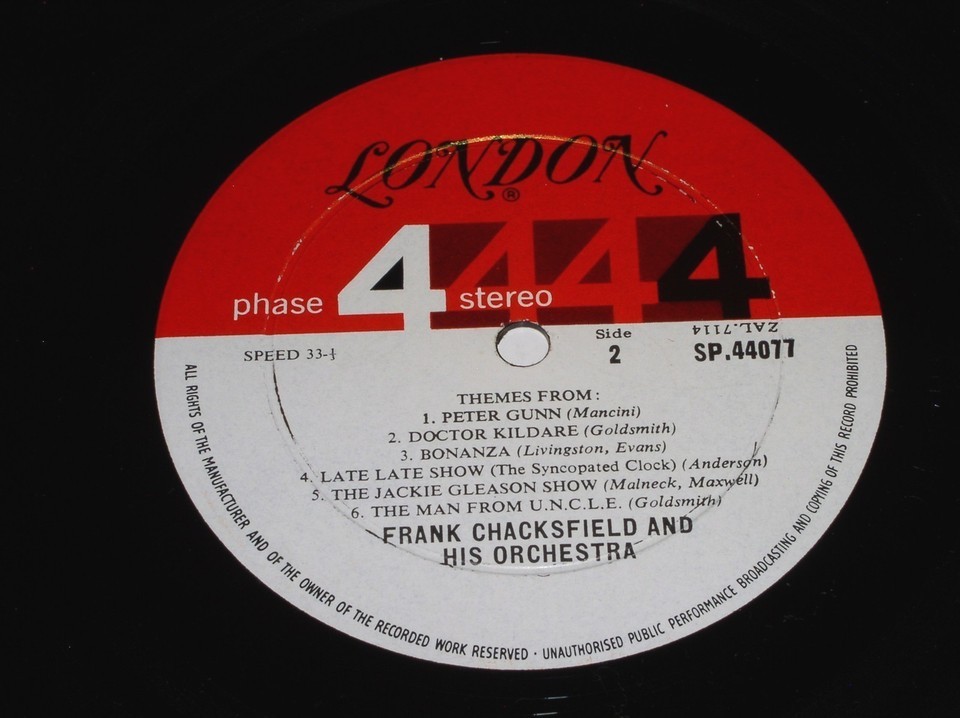 LONDON
®
4 4 4 4
phase stereo
Side
2
ZAL.7114
SP.44077
SPEED 33-⅓
THEMES FROM:
1. PETER GUNN (Mancini)
2. DOCTOR KILDARE (Goldsmith)
3. BONANZA (Livingston, Evans)
4. LATE LATE SHOW (The Syncopated Clock) (Anderson)
5. THE JACKIE GLEASON SHOW (Malneck, Maxwell)
6. THE MAN FROM U.N.C.L.E. (Goldsmith)
FRANK CHACKSFIELD AND
HIS ORCHESTRA
ALL RIGHTS OF THE MANUFACTURER AND OF THE OWNER OF THE RECORDED WORK RESERVED · UNAUTHORISED PUBLIC PERFORMANCE BROADCASTING AND COPYING OF THIS RECORD PROHIBITED